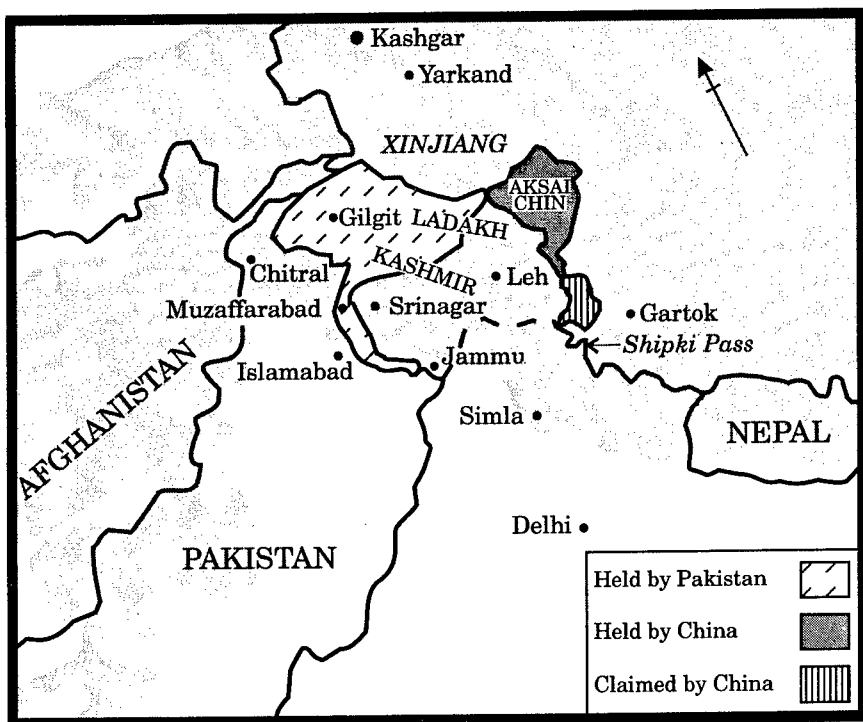 Kashgar
Yarkand
XINJIANG
AKSAI
CHIN
Gilgit
LADAKH
KASHMIR
Chitral
Leh
Muzaffarabad
Srinagar
Gartok
Shipki Pass
Islamabad
Jammu
AFGHANISTAN
Simla
NEPAL
Delhi
PAKISTAN
Held by Pakistan
Held by China
Claimed by China